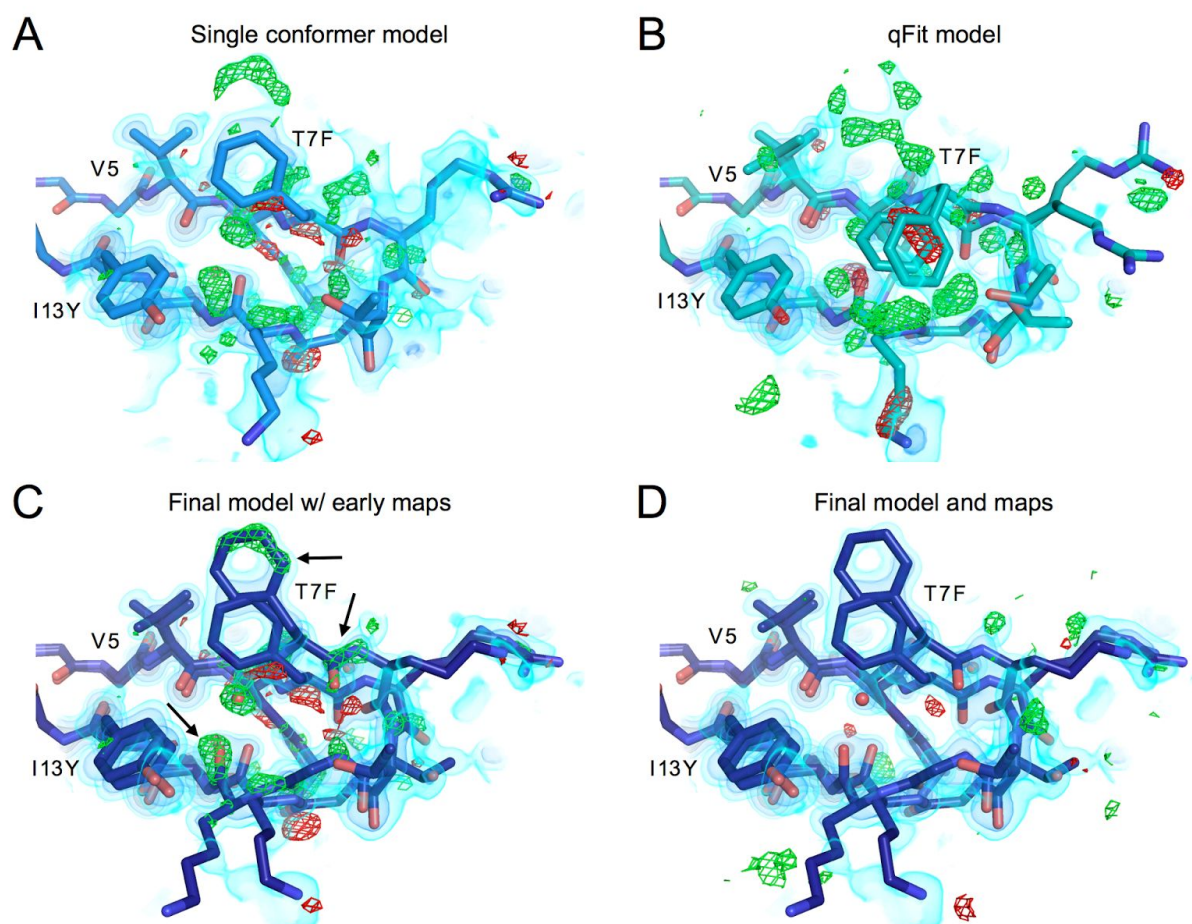 A
Single conformer model
T7F
V5
I13Y
B
qFit model
T7F
V5
I13Y
C
Final model w/ early maps
T7F
V5
I13Y
D
Final model and maps
T7F
V5
I13Y